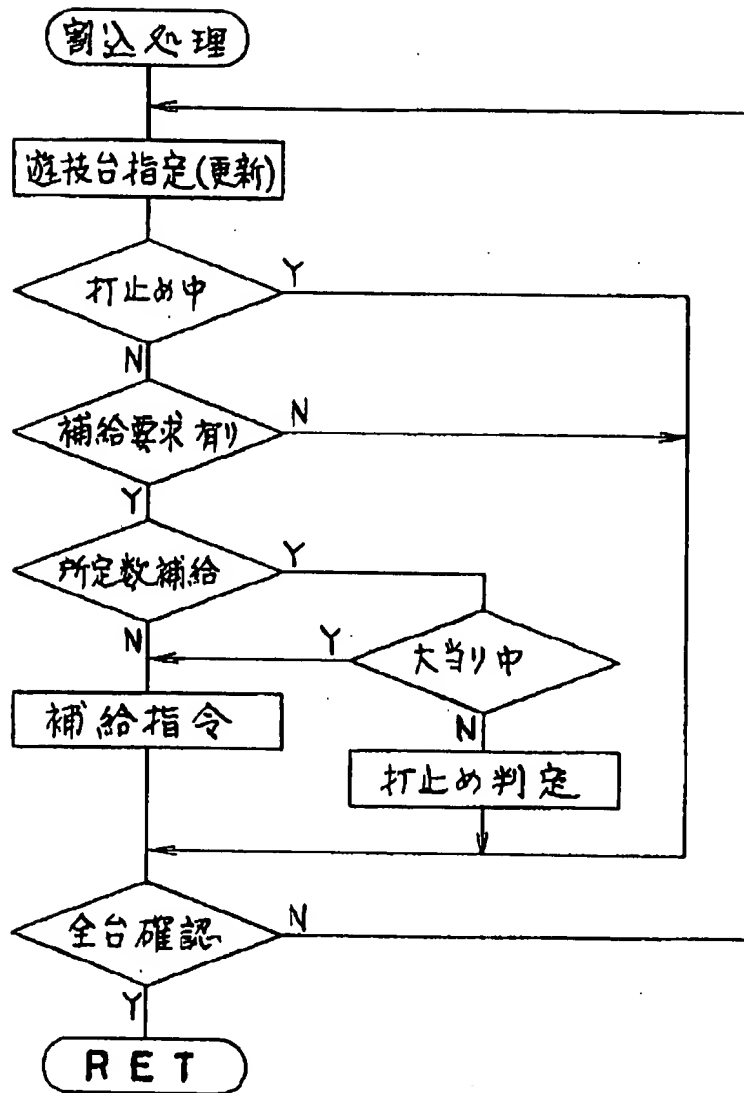 割込処理
遊技台指定(更新)
打止め中
Y
N
補給要求有り
N
Y
所定数補給
Y
N
大当り中
Y
N
補給指令
打止め判定
全台確認
N
Y
RET